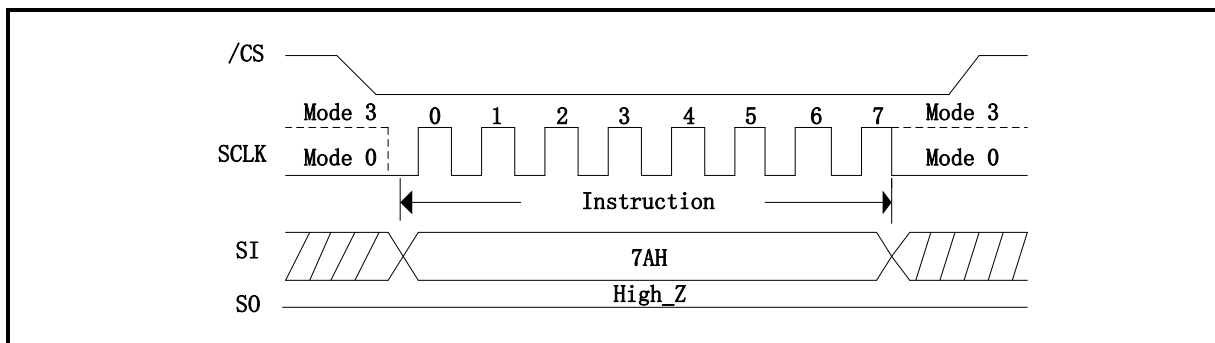 /CS
Mode 3 0 1 2 3 4 5 6 7 Mode 3
SCLK Mode 0 Mode 0
Instruction
SI 7AH
High_Z
SO